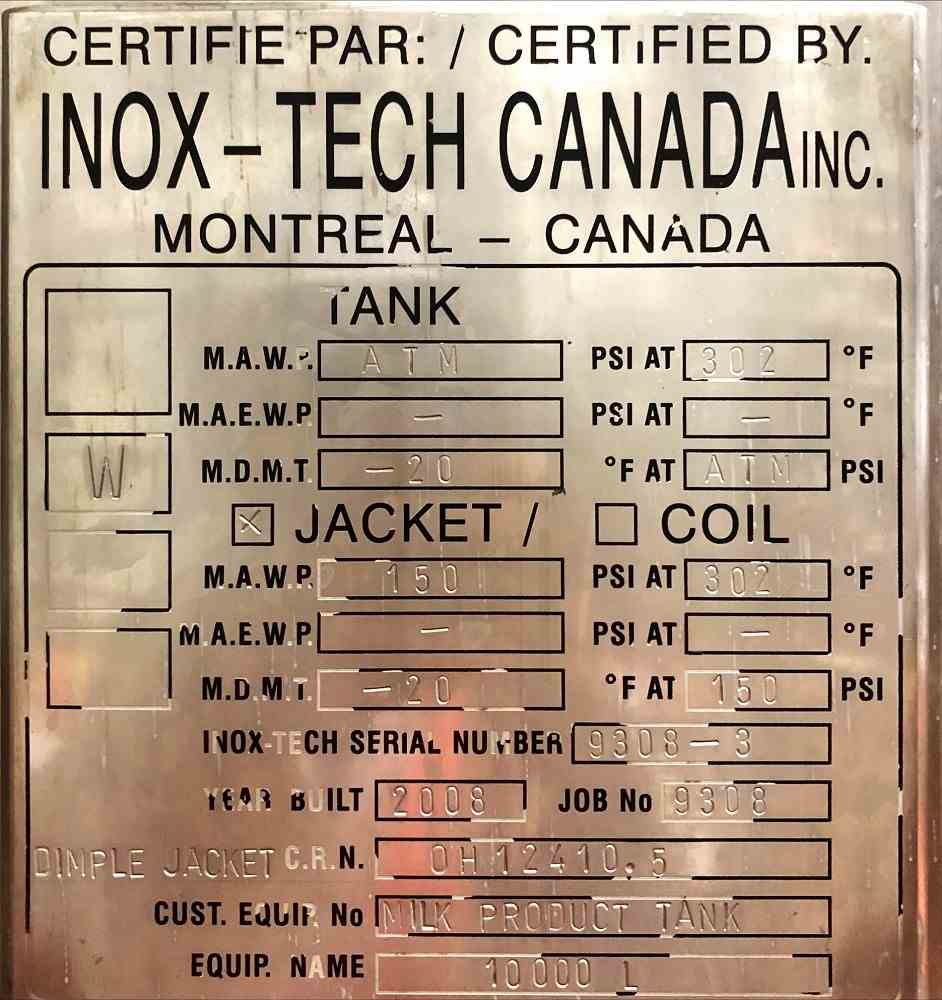 CERTIFIE PAR: / CERTIFIED BY:
INOX-TECH CANADA INC.
MONTREAL - CANADA
TANK
M.A.W.P. ATM PSI AT 302 °F
M.A.E.W.P. - PSI AT - °F
W
M.D.M.T. -20 °F AT ATM PSI
☒ JACKET / ☐ COIL
M.A.W.P. 150 PSI AT 302 °F
M.A.E.W.P. - PSI AT - °F
M.D.M.T. -20 °F AT 150 PSI
INOX-TECH SERIAL NUMBER 9308-3
YEAR BUILT 2008 JOB No 9308
DIMPLE JACKET C.R.N. OH12410.5
CUST. EQUIP. No MILK PRODUCT TANK
EQUIP. NAME 10000 L